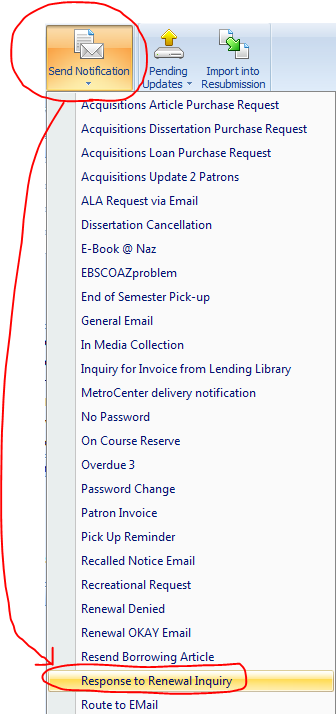 Send Notification
Pending Updates
Import into Resubmission
Acquisitions Article Purchase Request
Acquisitions Dissertation Purchase Request
Acquisitions Loan Purchase Request
Acquisitions Update 2 Patrons
ALA Request via Email
Dissertation Cancellation
E-Book @ Naz
EBSCOAZproblem
End of Semester Pick-up
General Email
In Media Collection
Inquiry for Invoice from Lending Library
MetroCenter delivery notification
No Password
On Course Reserve
Overdue 3
Password Change
Patron Invoice
Pick Up Reminder
Recalled Notice Email
Recreational Request
Renewal Denied
Renewal OKAY Email
Resend Borrowing Article
Response to Renewal Inquiry
Route to EMail